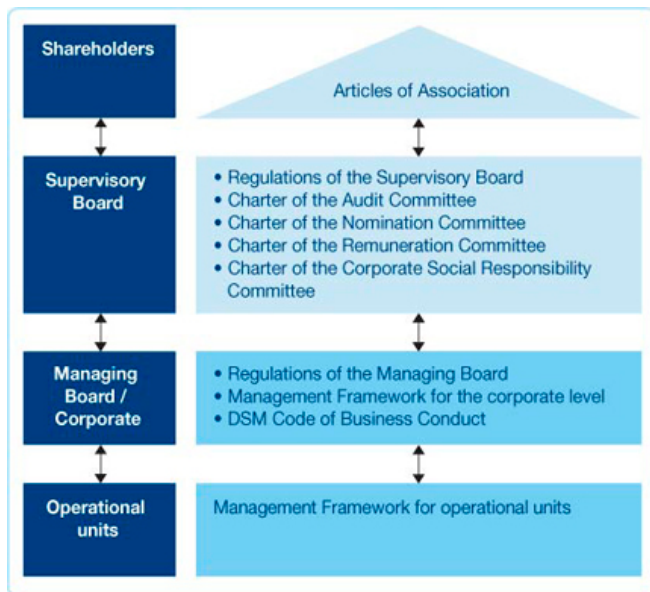 Shareholders
Articles of Association
Supervisory
Board
• Regulations of the Supervisory Board
• Charter of the Audit Committee
• Charter of the Nomination Committee
• Charter of the Remuneration Committee
• Charter of the Corporate Social Responsibility
Committee
Managing
Board /
Corporate
• Regulations of the Managing Board
• Management Framework for the corporate level
• DSM Code of Business Conduct
Operational
units
Management Framework for operational units